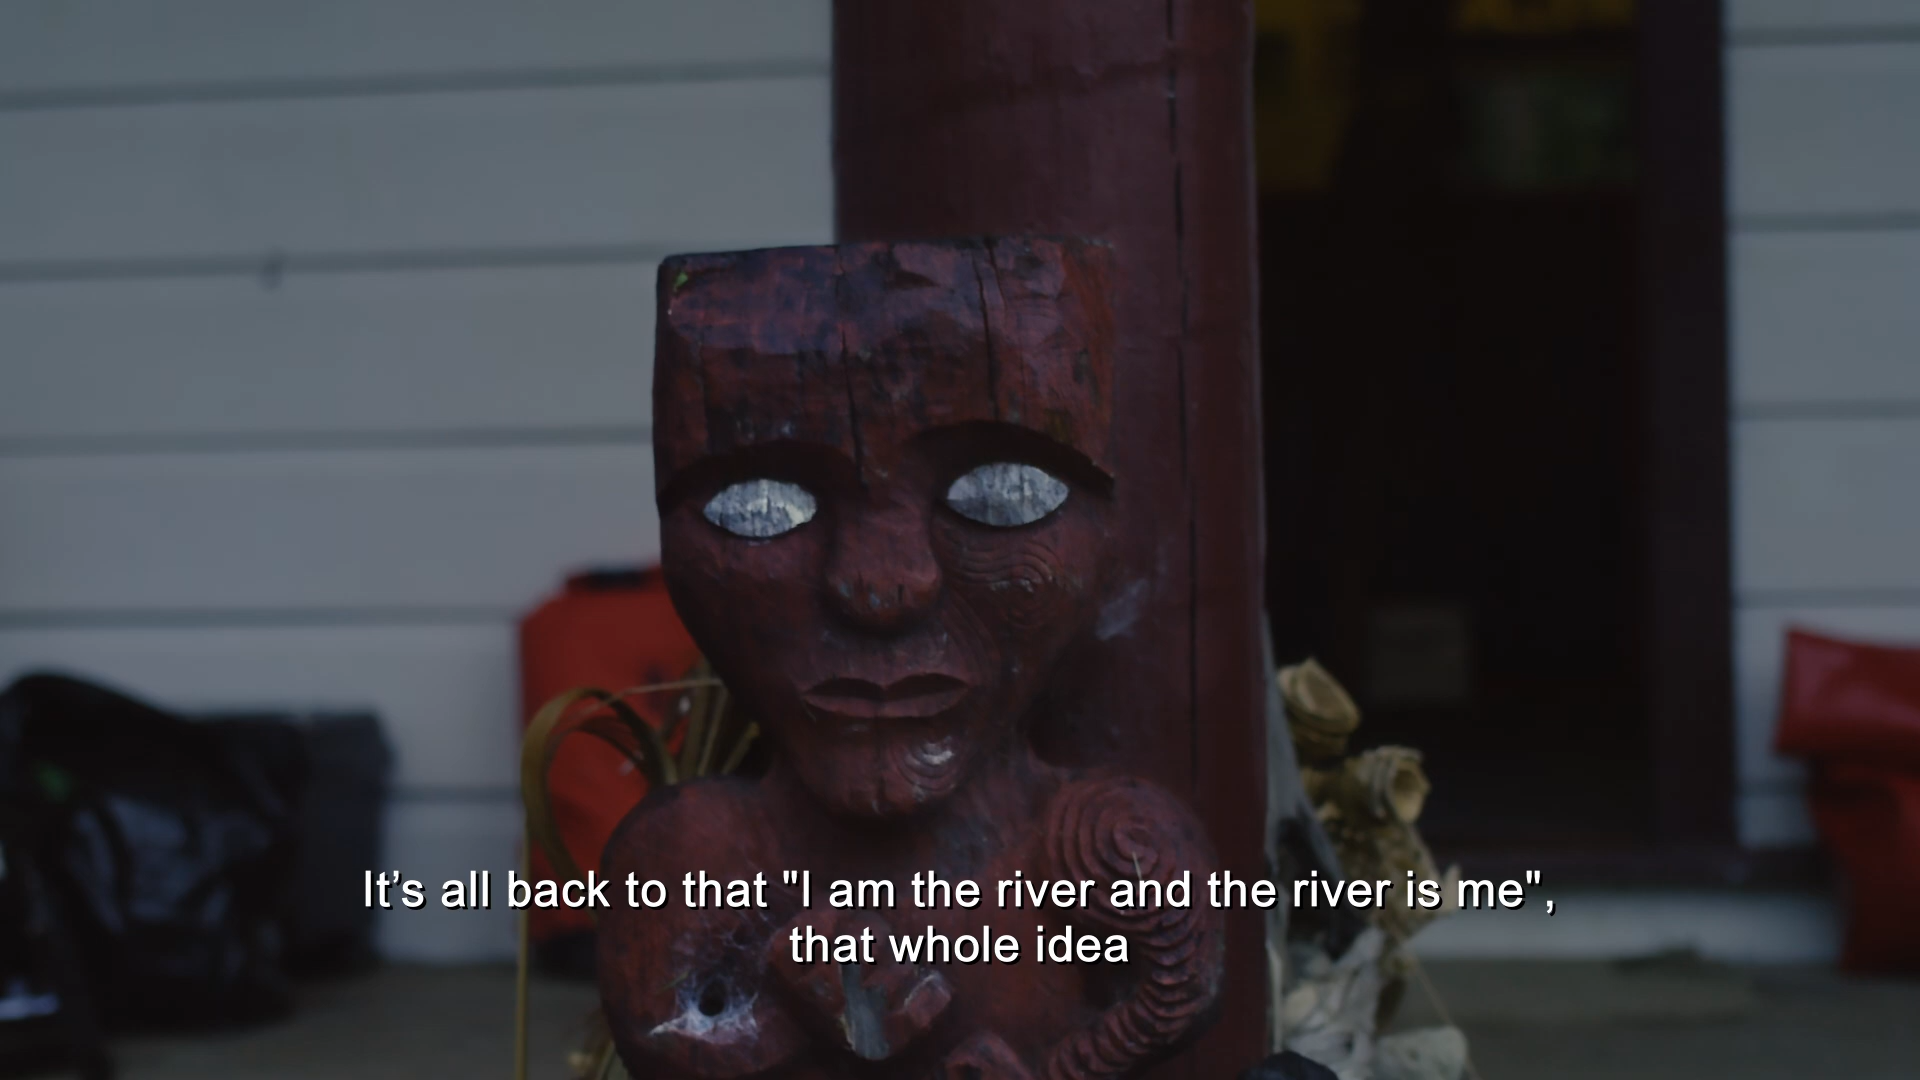 It’s all back to that "I am the river and the river is me",
that whole idea